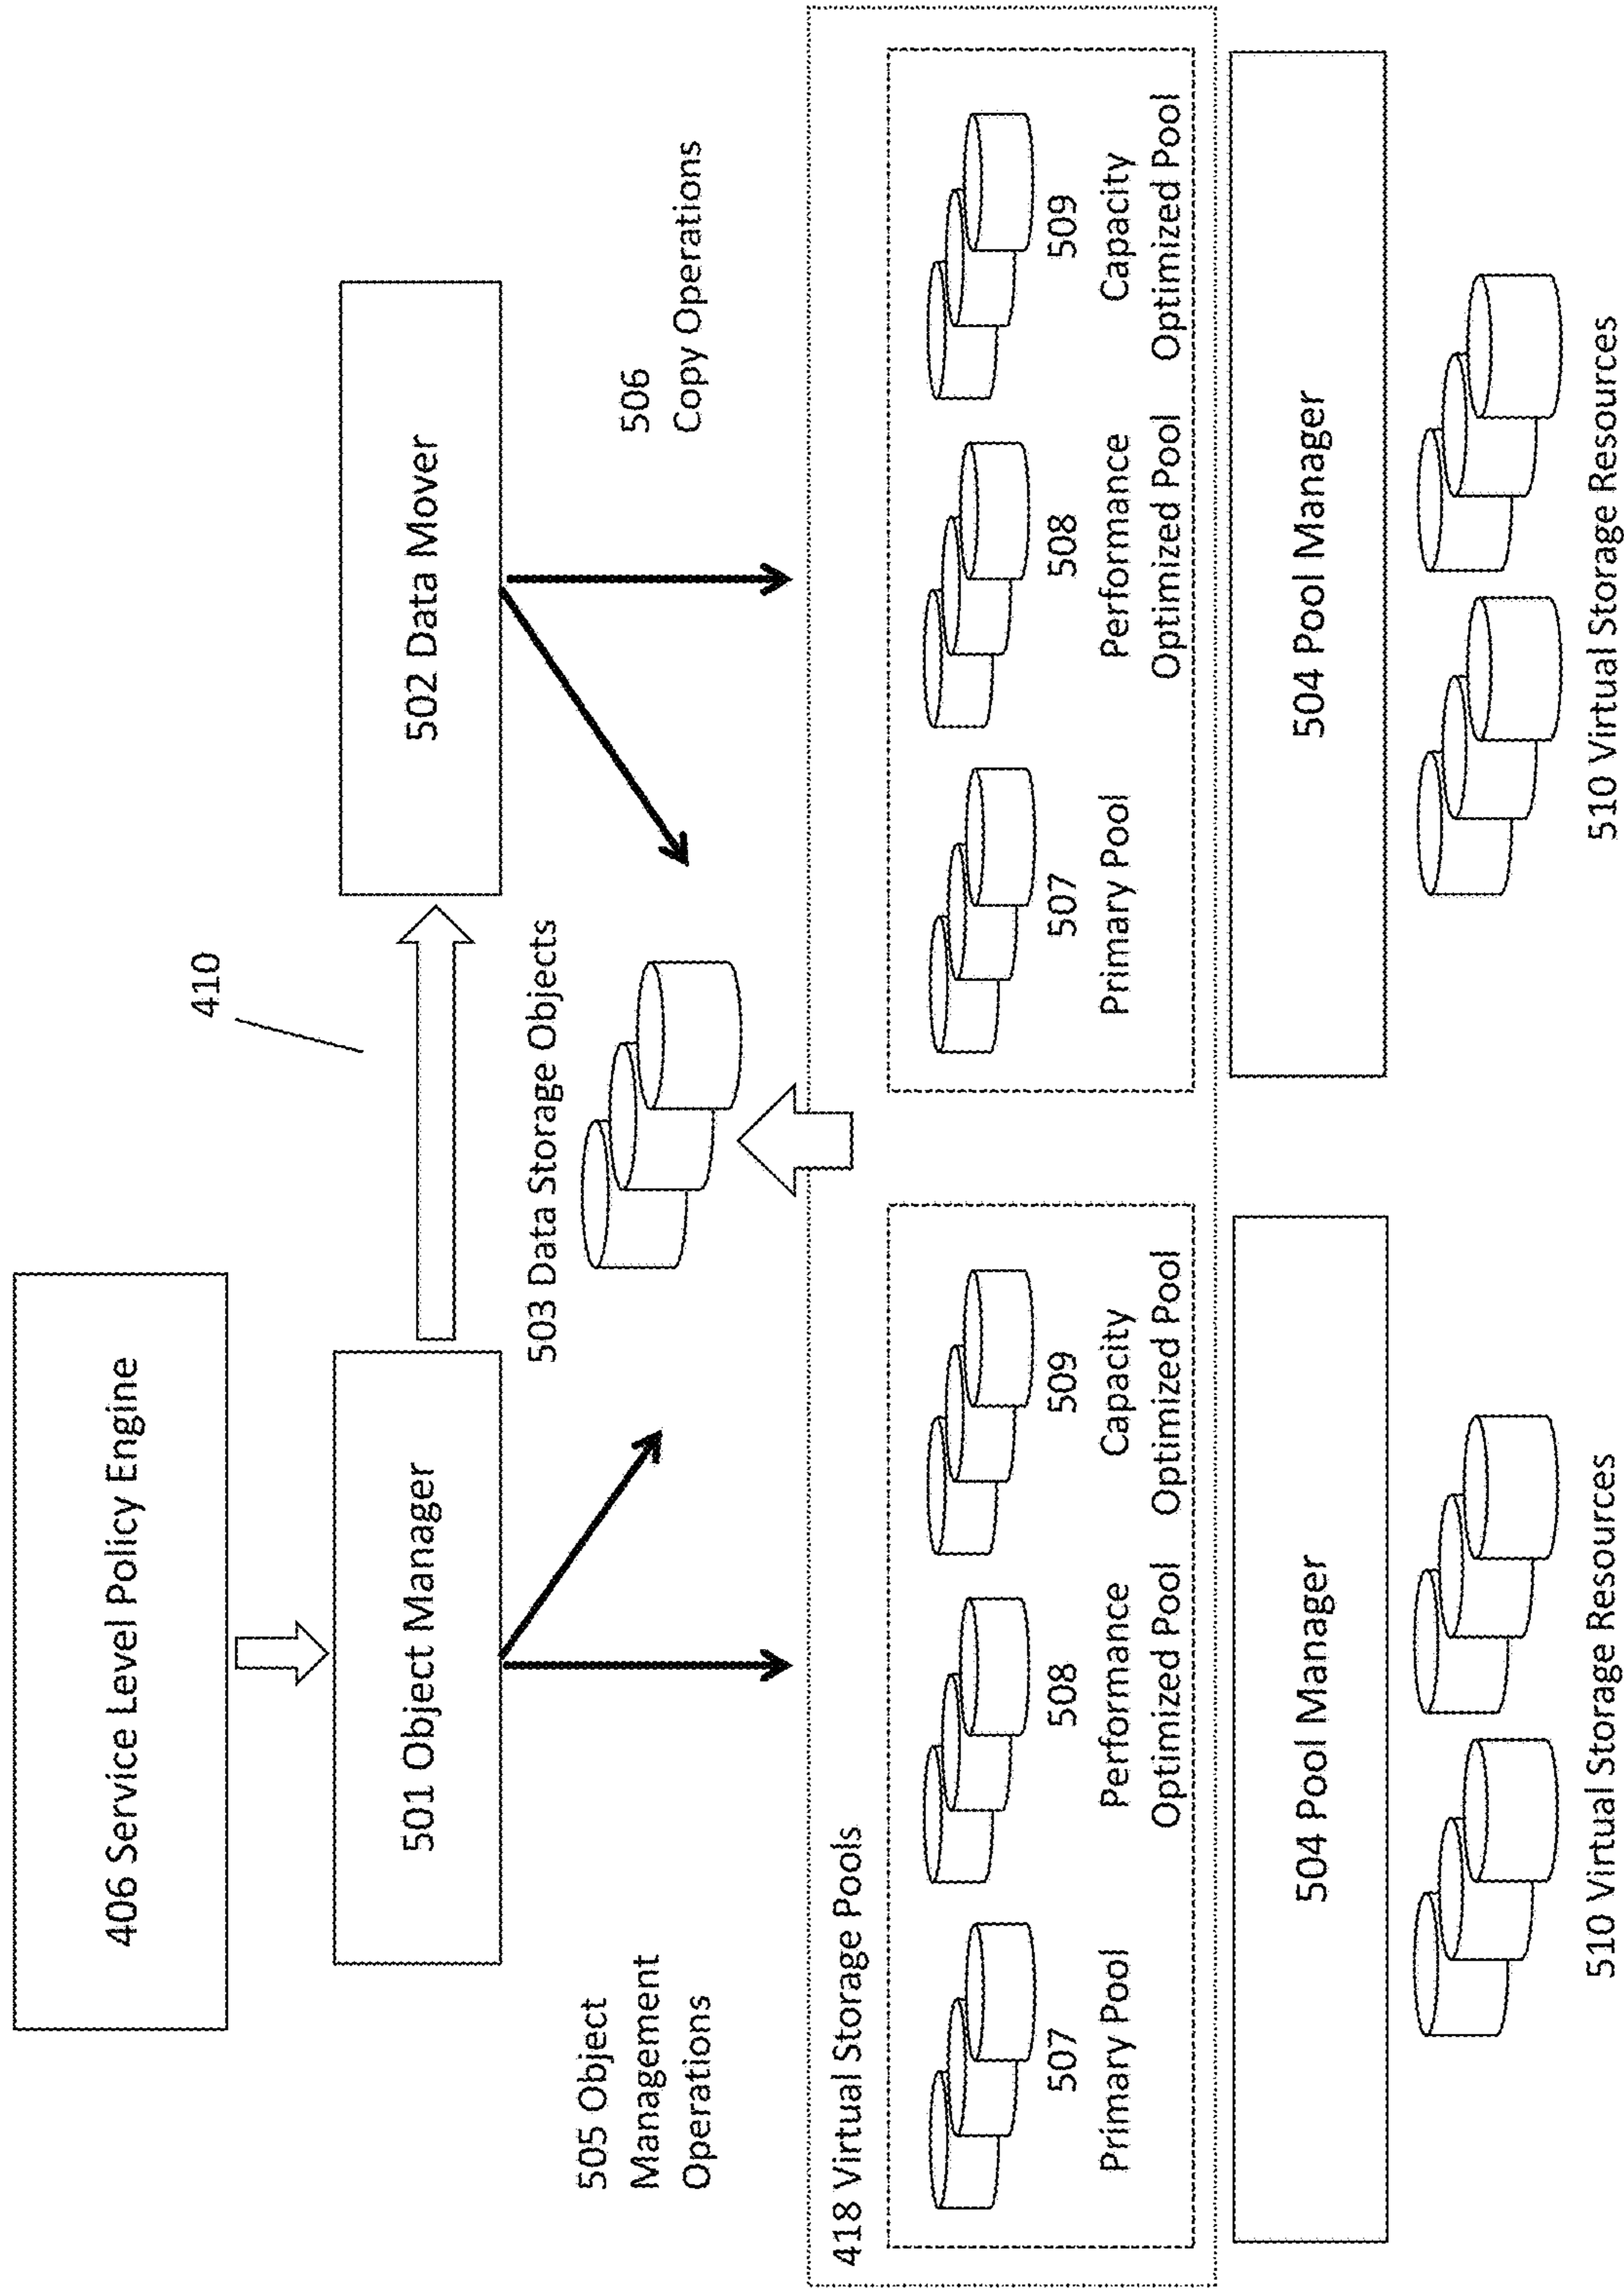 406 Service Level Policy Engine
410
501 Object Manager
502 Data Mover
503 Data Storage Objects
505 Object
Management
Operations
506
Copy Operations
418 Virtual Storage Pools
507
Primary Pool
508
Performance
Optimized Pool
509
Capacity
Optimized Pool
507
Primary Pool
508
Performance
Optimized Pool
509
Capacity
Optimized Pool
504 Pool Manager
504 Pool Manager
510 Virtual Storage Resources
510 Virtual Storage Resources